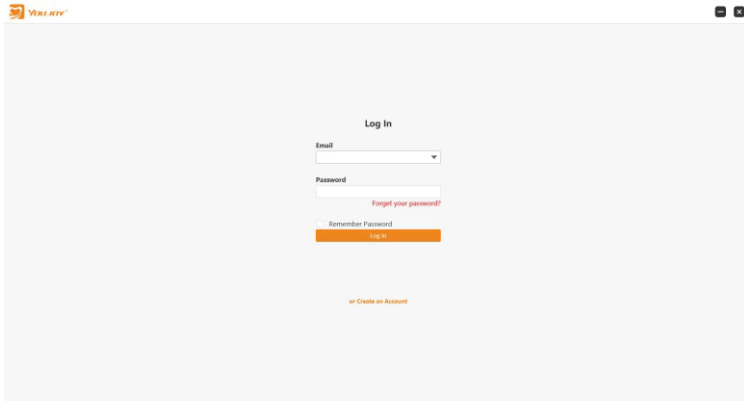 Log In
Email
Password
Forget your password?
Remember Password
Log In
or Create an Account